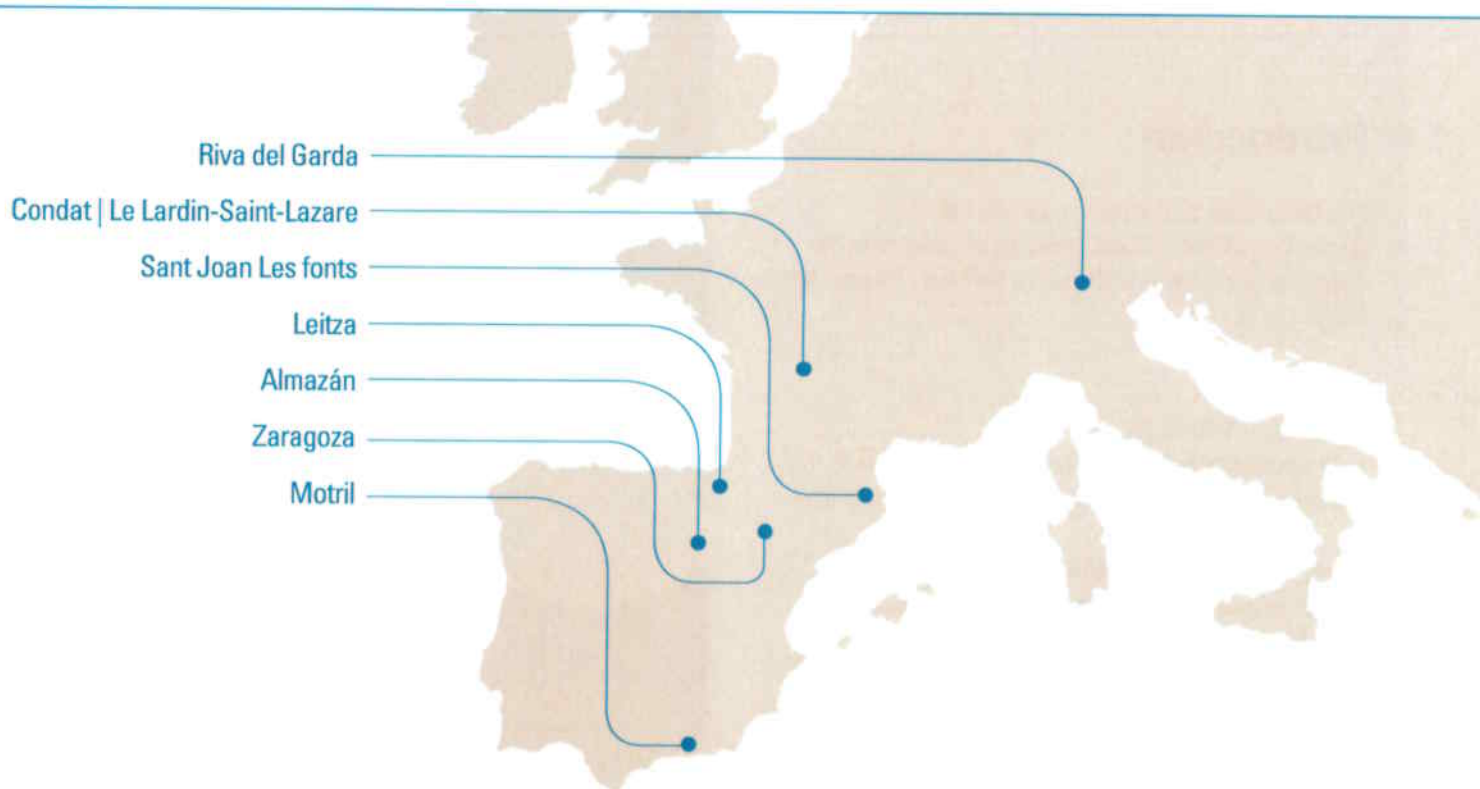 Riva del Garda
Condat | Le Lardin-Saint-Lazare
Sant Joan Les fonts
Leitza
Almazán
Zaragoza
Motril